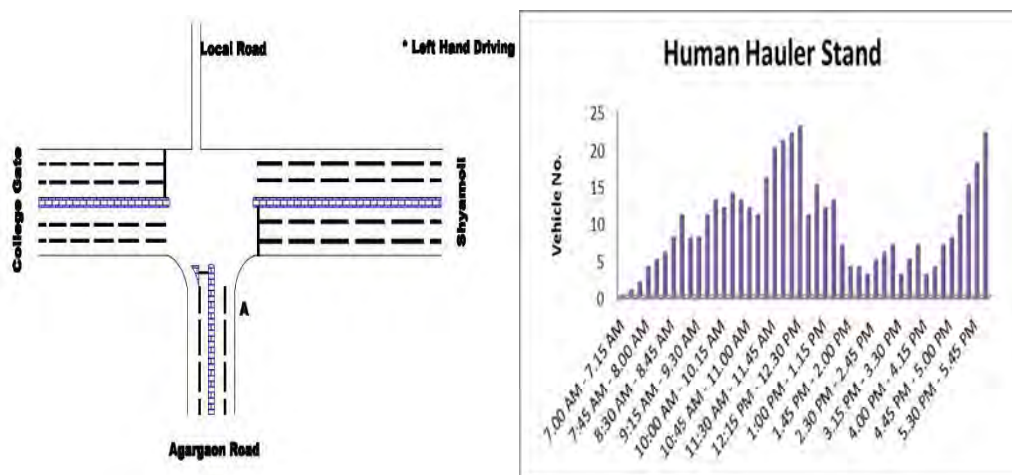 Local Road
* Left Hand Driving
College Gate
Shyamoli
A
Agargaon Road
Human Hauler Stand
Vehicle No.
25
20
15
10
5
0
7.00 AM - 7.15 AM
7:45 AM - 8.00 AM
8:30 AM - 8.45 AM
9:15 AM - 9.30 AM
10:00 AM - 10.15 AM
10:45 AM - 11.00 AM
11:30 AM - 11.45 AM
12:15 PM - 12.30 PM
1:00 PM - 1.15 PM
1.45 PM - 2.00 PM
2.30 PM - 2.45 PM
3.15 PM - 3.30 PM
4.00 PM - 4.15 PM
4.45 PM - 5.00 PM
5.30 PM - 5.45 PM